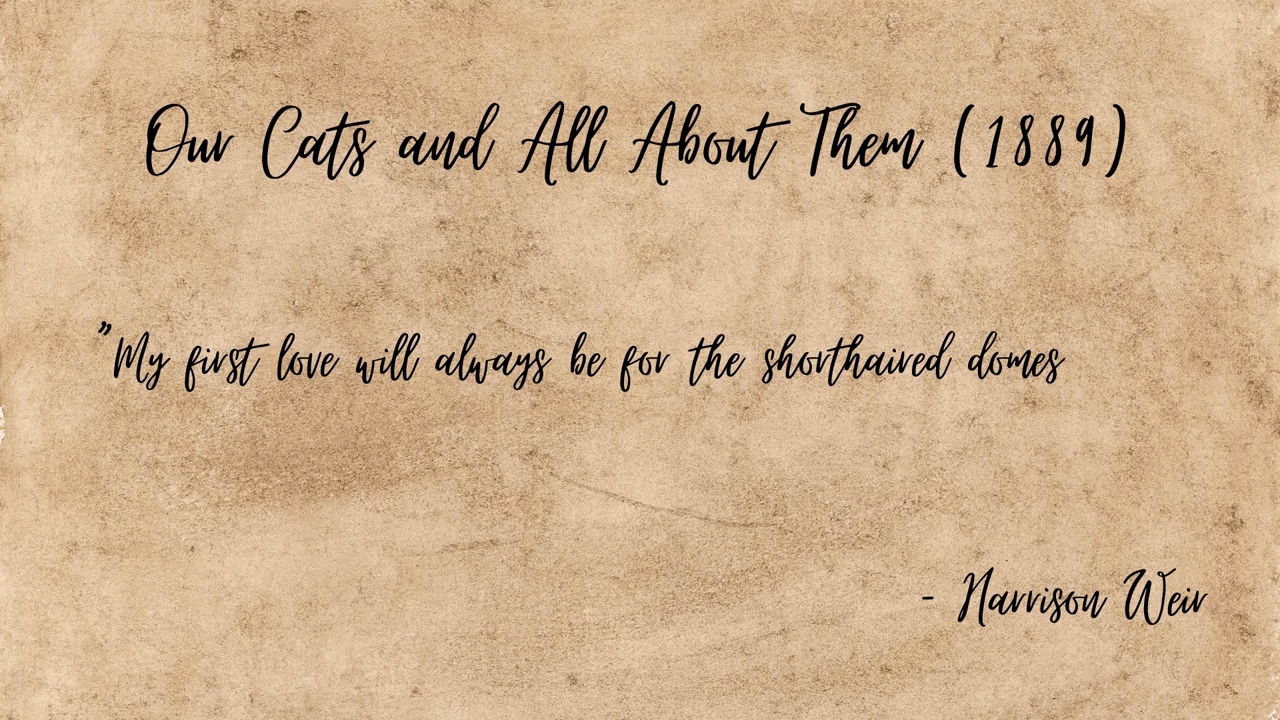 Our Cats and All About Them (1889)
"My first love will always be for the shorthaired domes
- Harrison Weir